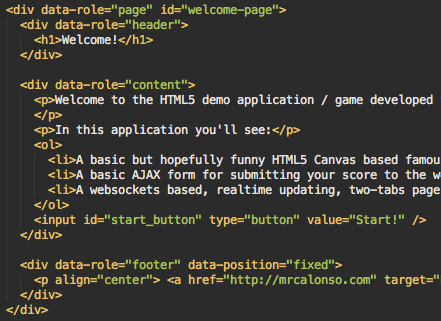 <div data-role="page" id="welcome-page">
<div data-role="header">
<h1>Welcome!</h1>
</div>
<div data-role="content">
<p>Welcome to the HTML5 demo application / game developed
</p>
<p>In this application you'll see:</p>
<ol>
<li>A basic but hopefully funny HTML5 Canvas based famou
<li>A basic AJAX form for submitting your score to the w
<li>A websockets based, realtime updating, two-tabs page
</ol>
<input id="start_button" type="button" value="Start!" />
</div>
<div data-role="footer" data-position="fixed">
<p align="center"> <a href="http://mrcalonso.com" target="
</div>
</div>